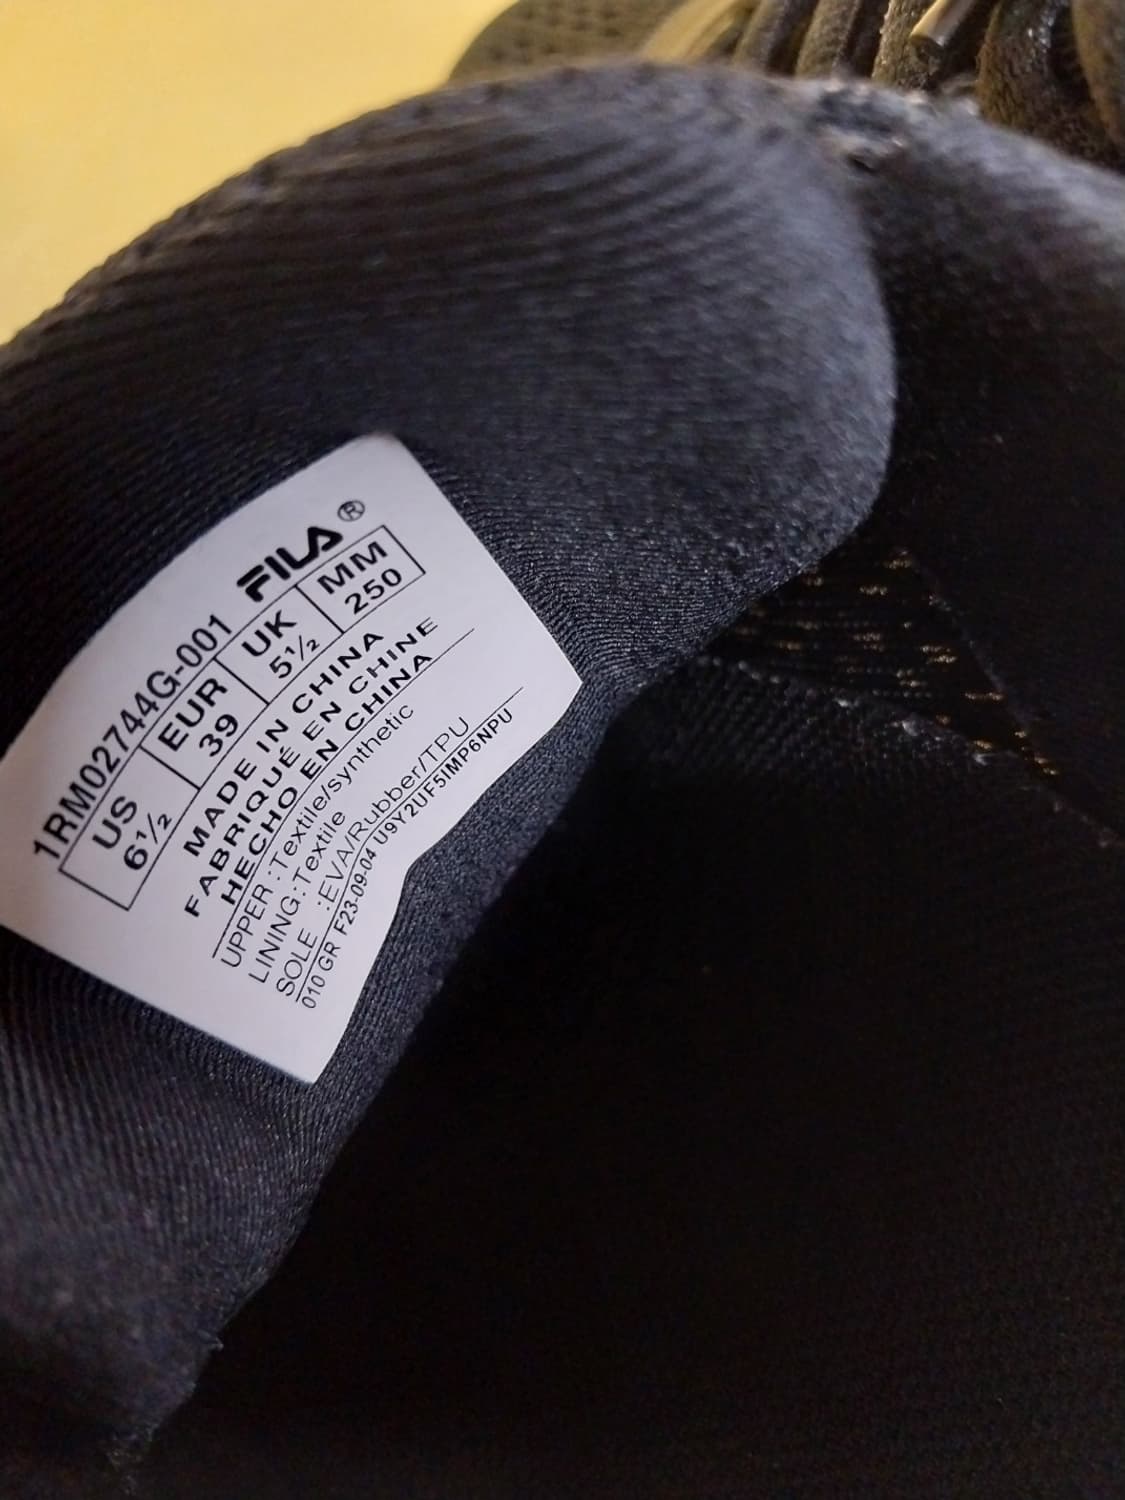 FILA®
1RM02744G-001
US EUR UK MM
6½ 39 5½ 250
MADE IN CHINA
FABRIQUÉ EN CHINE
HECHO EN CHINA
UPPER :Textile/synthetic
LINING:Textile
SOLE :EVA/Rubber/TPU
010 GR F23-09-04 U9Y2UF5IMP6NPU